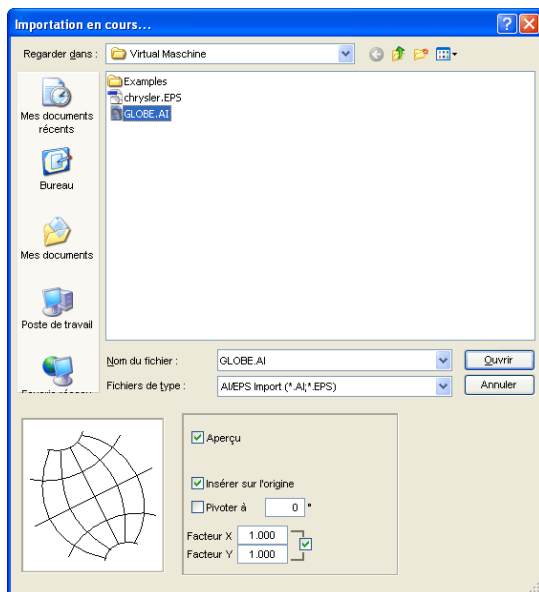 Importation en cours...
Regarder dans :
Virtual Maschine
Examples
chrysler.EPS
GLOBE.AI
Mes documents
récents
Bureau
Mes documents
Poste de travail
Nom du fichier :
GLOBE.AI
Ouvrir
Fichiers de type :
AI/EPS Import (*.AI;*.EPS)
Annuler
Aperçu
Insérer sur l'origine
Pivoter à
0 °
Facteur X
1.000
Facteur Y
1.000